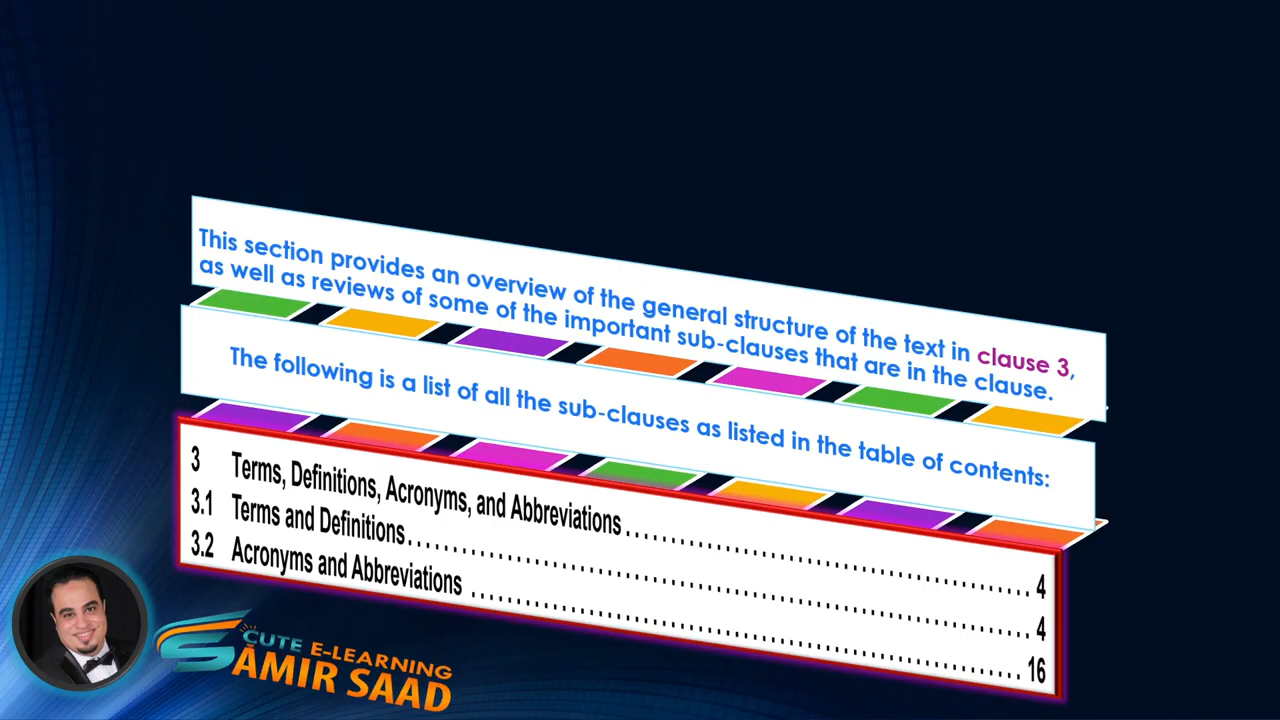 This section provides an overview of the general structure of the text in clause 3,
as well as reviews of some of the important sub-clauses that are in the clause.
The following is a list of all the sub-clauses as listed in the table of contents:
3 Terms, Definitions, Acronyms, and Abbreviations 4
3.1 Terms and Definitions 4
3.2 Acronyms and Abbreviations 16
CUTE E-LEARNING
AMIR SAAD